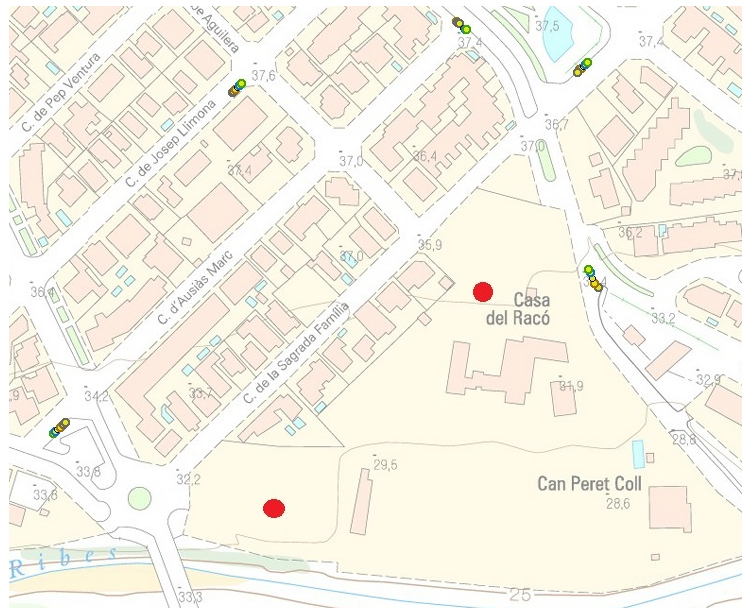 de Aguilera
37,4
37,5
37,4
C. de Pep Ventura
37,6
C. de Josep Llimona
36,7
37,0
37,0
36,4
37,4
36,2
35,9
37,0
C. d'Ausiàs Marc
C. de la Sagrada Família
Casa
del Racó
33,2
33,7
34,2
31,9
32,9
28,8
33,8
32,2
29,5
Can Peret Coll
28,6
33,8
Ribes
33,3
25